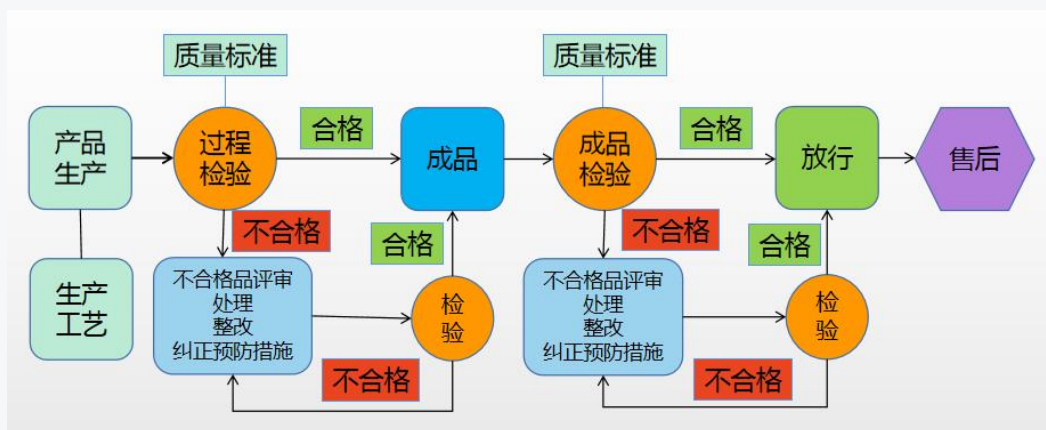 质量标准
质量标准
产品
生产
过程
检验
合格
成品
成品
检验
合格
放行
售后
不合格
合格
不合格
合格
生产
工艺
不合格品评审
处理
整改
纠正预防措施
检
验
不合格品评审
处理
整改
纠正预防措施
检
验
不合格
不合格